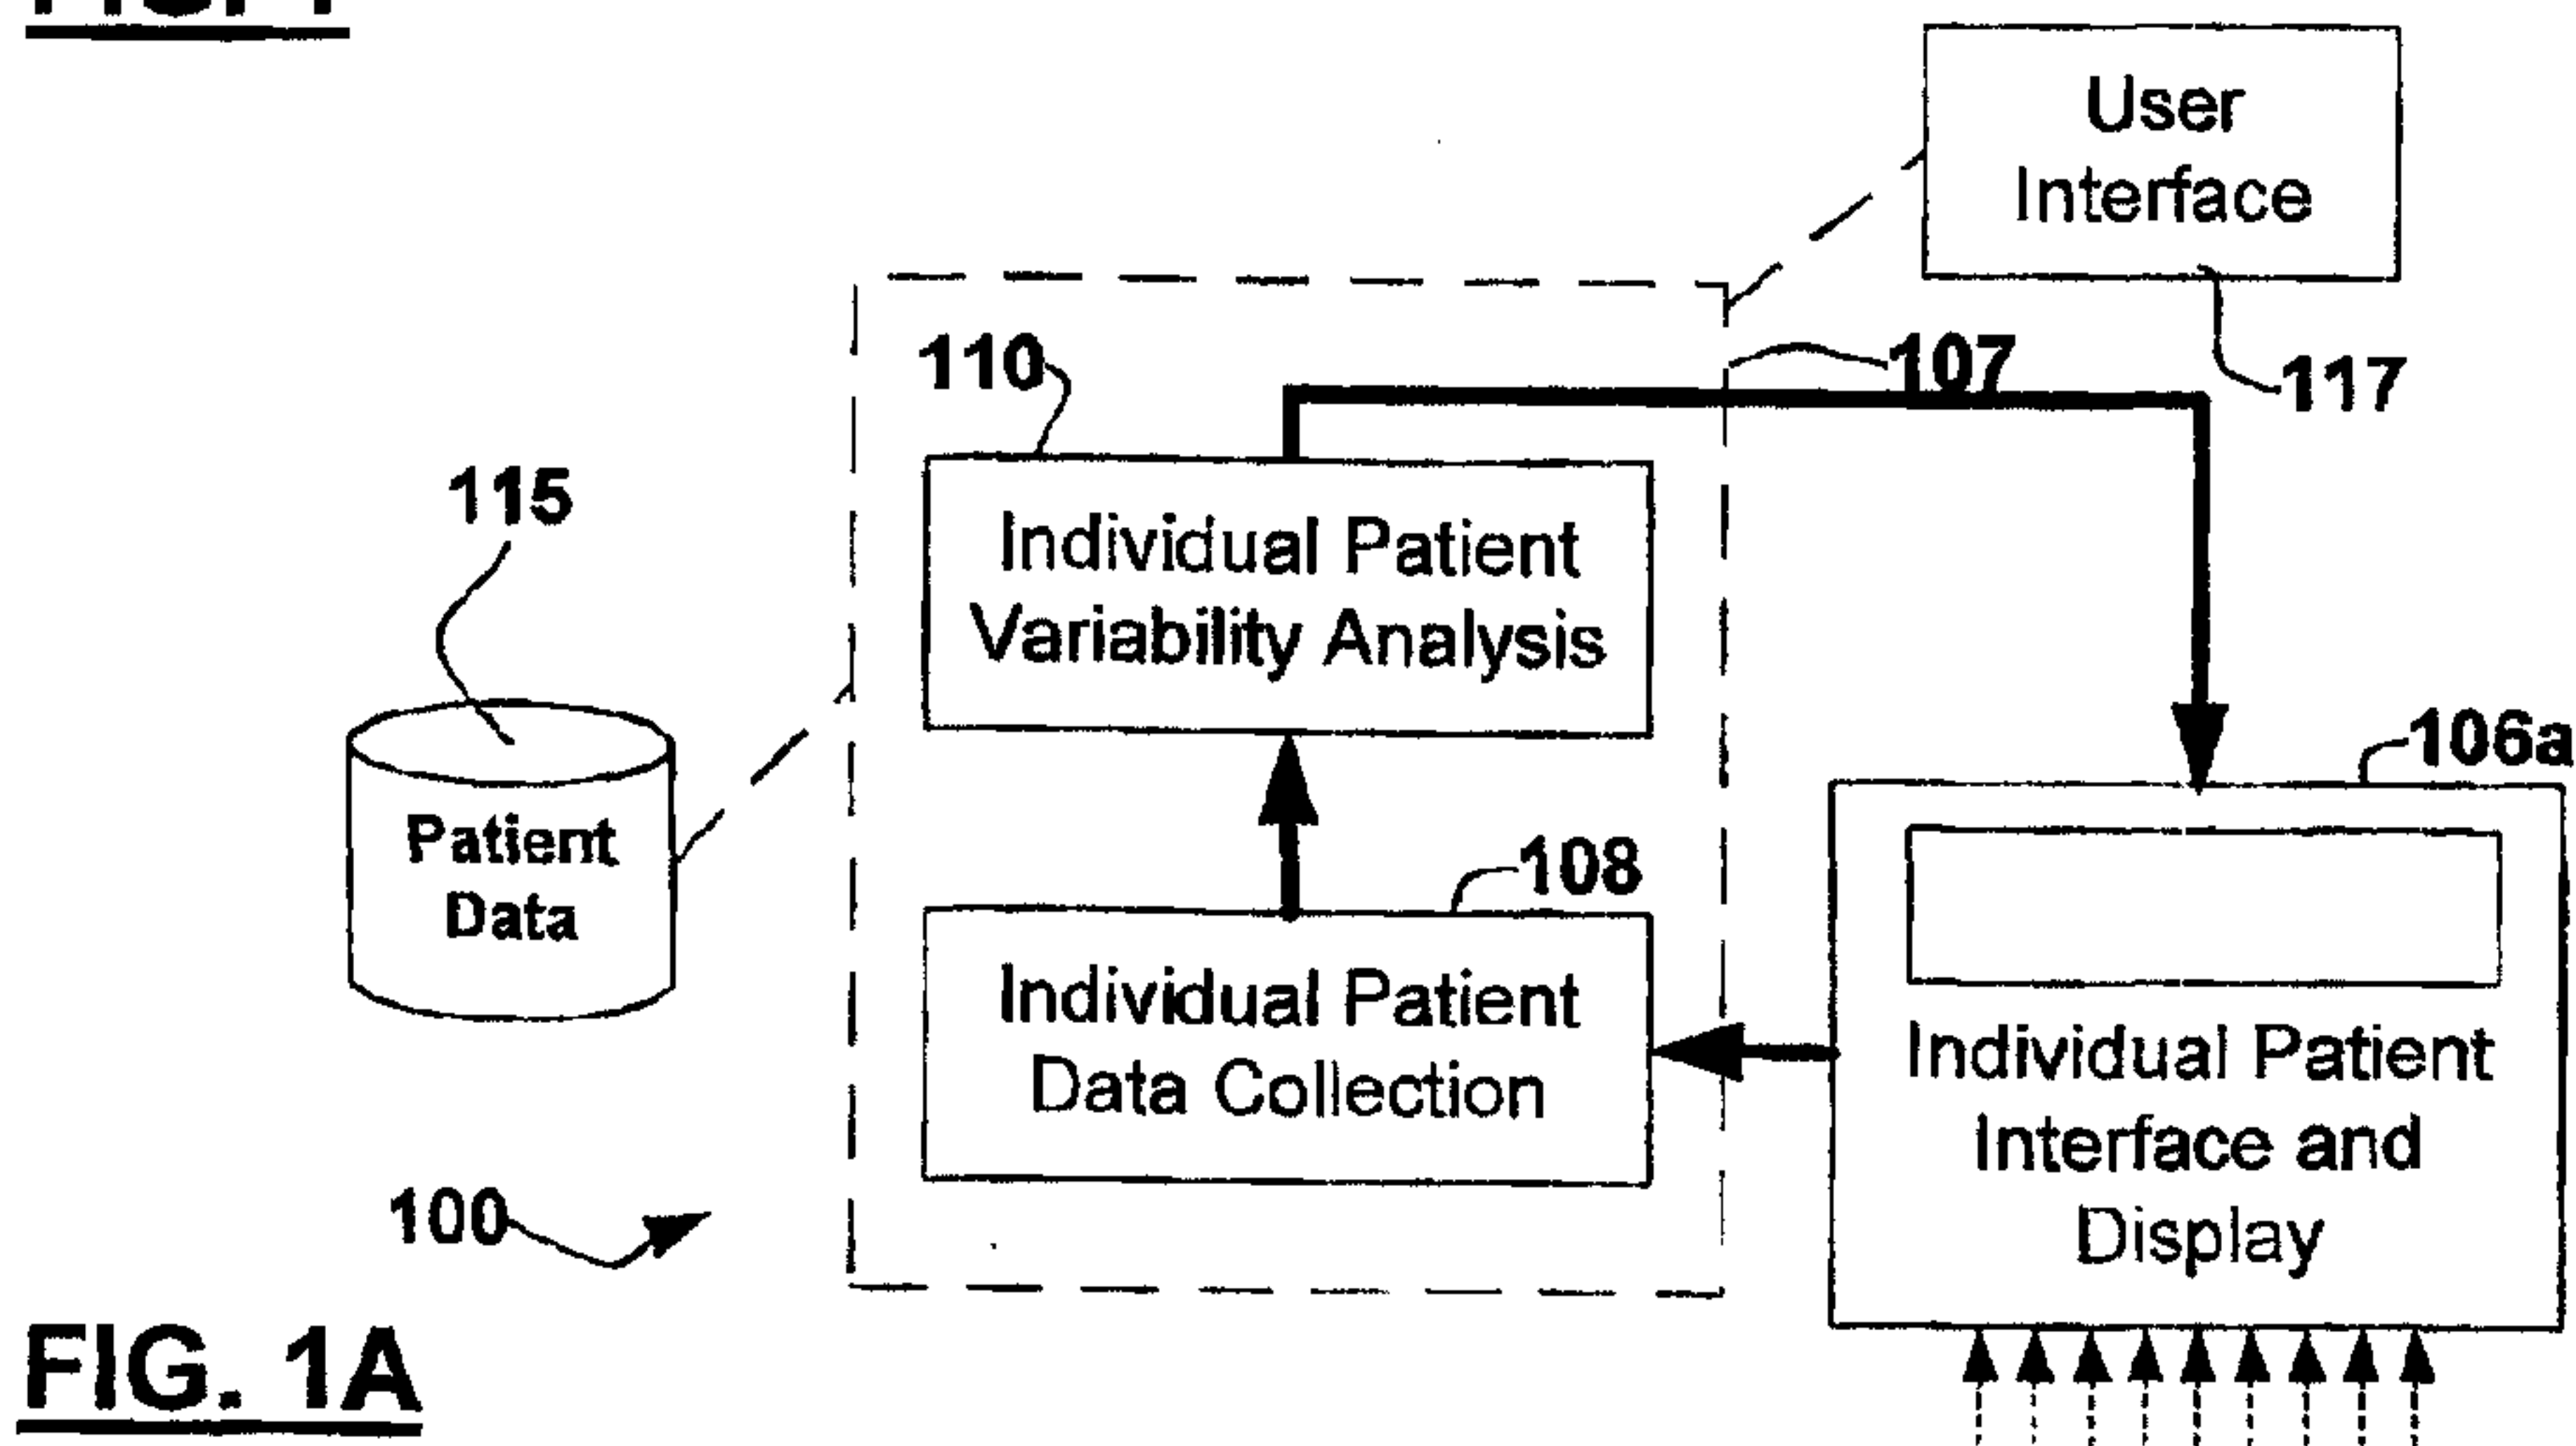 User
Interface
110
107
117
115
Individual Patient
Variability Analysis
106a
Patient
Data
108
Individual Patient
Data Collection
Individual Patient
Interface and
Display
100
FIG. 1A